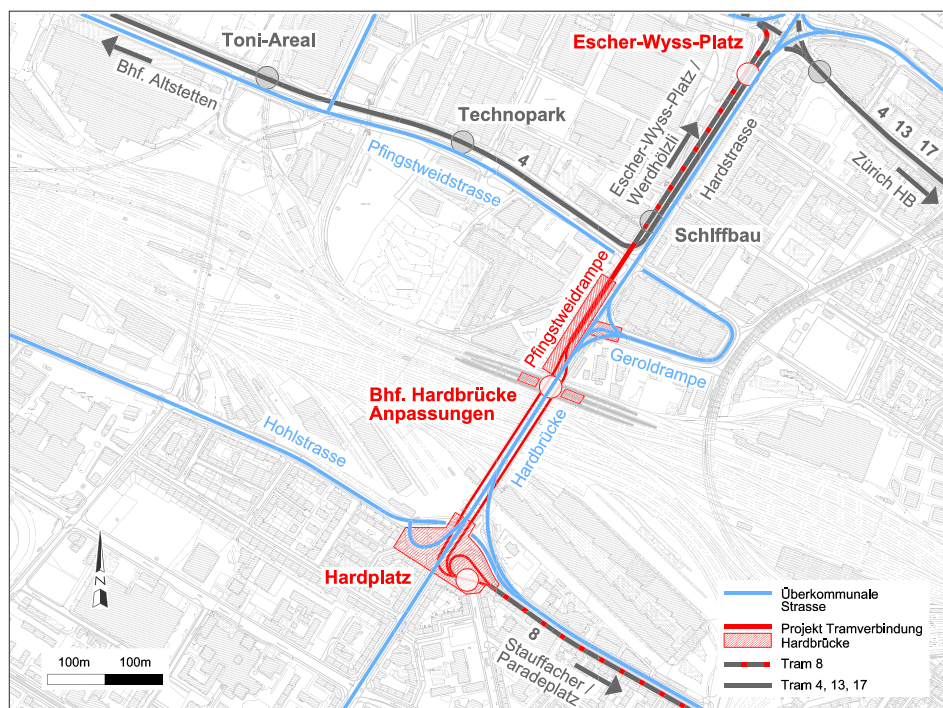 Toni-Areal
Bhf. Altstetten
Escher-Wyss-Platz
Technopark
4
Pfingstweidstrasse
Escher-Wyss-Platz /
Werdhölzli
Hardstrasse
4 13 17
Zürich HB
SchIffbau
Pfingstweidrampe
Geroldrampe
Bhf. Hardbrücke
Anpassungen
Hardbrücke
Hohlstrasse
N
Hardplatz
8
Stauffacher /
Paradeplatz
100m 100m
Überkommunale
Strasse
Projekt Tramverbindung
Hardbrücke
Tram 8
Tram 4, 13, 17